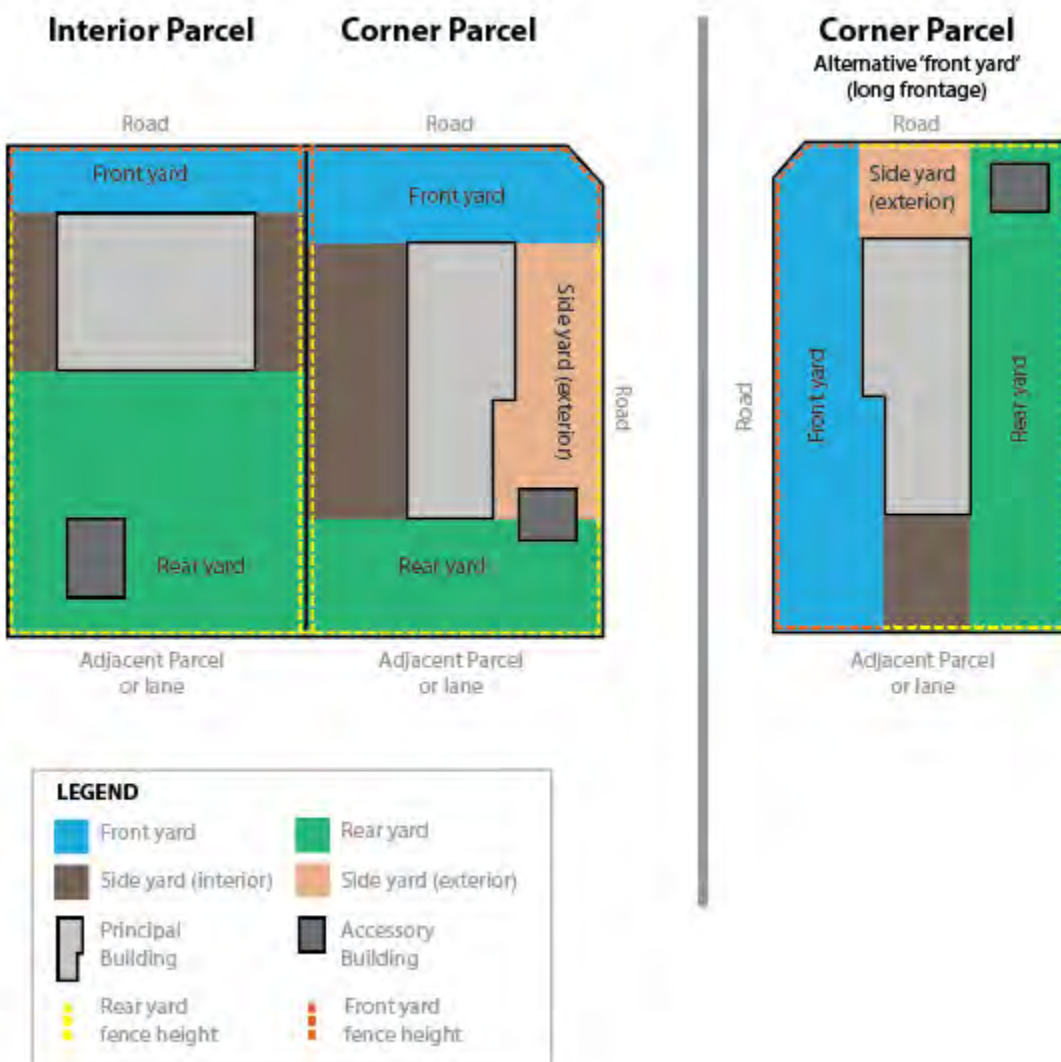 Interior Parcel
Corner Parcel
Corner Parcel
Alternative 'front yard'
(long frontage)
Road
Road
Road
Front yard
Front yard
Side yard
(exterior)
Side yard (exterior)
Road
Road
Front yard
Rear yard
Rear yard
Rear yard
Adjacent Parcel
or lane
Adjacent Parcel
or lane
Adjacent Parcel
or lane
LEGEND
Front yard
Rear yard
Side yard (interior)
Side yard (exterior)
Principal
Building
Accessory
Building
Rear yard
fence height
Front yard
fence height